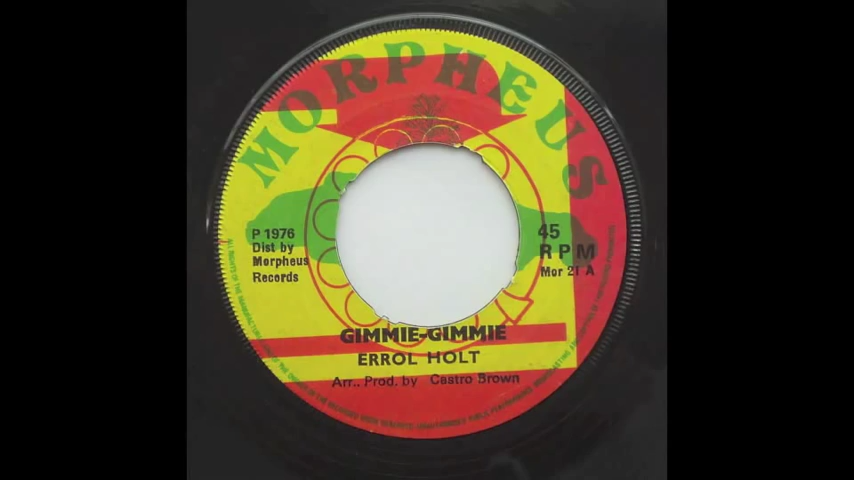 MORPHEUS
P 1976
Dist by
Morpheus
Records
45
RPM
Mor 21 A
GIMMIE-GIMMIE
ERROL HOLT
Arr.. Prod. by Castro Brown